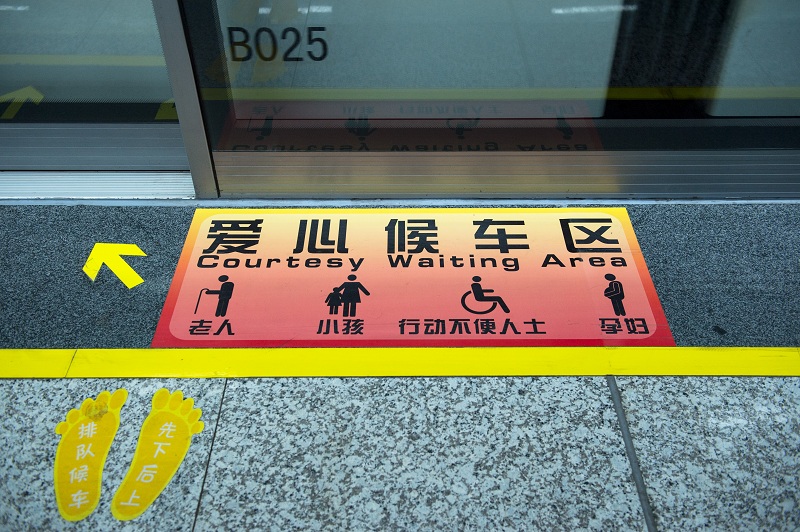 B025
爱心候车区
Courtesy Waiting Area
老人 小孩 行动不便人士 孕妇
排队候车
先下后上